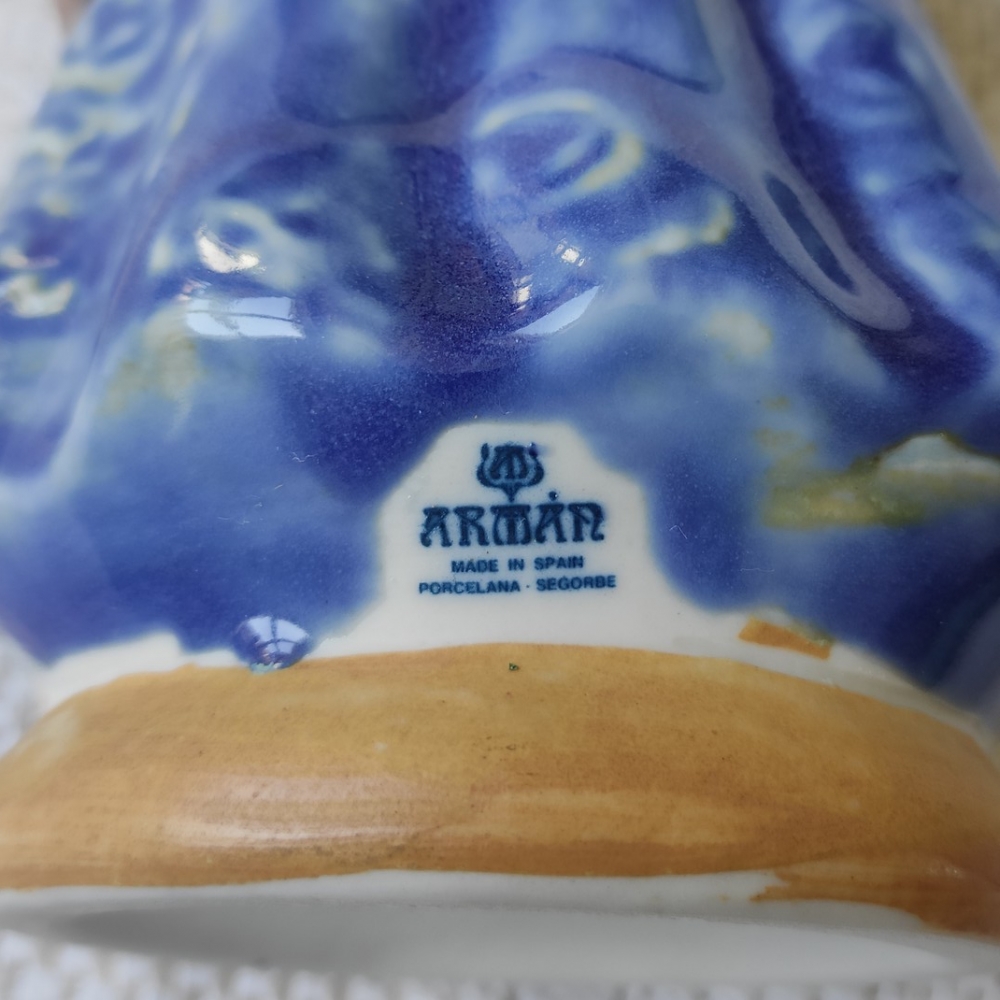 ARMÁN
MADE IN SPAIN
PORCELANA · SEGORBE